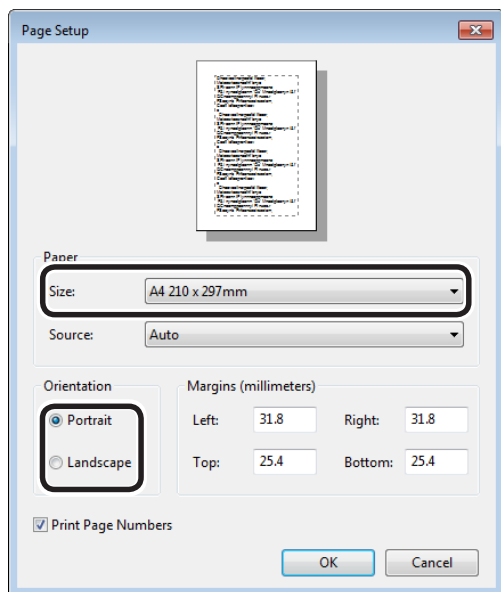 Page Setup
Paper
Size: A4 210 x 297mm
Source: Auto
Orientation
Portrait
Landscape
Margins (millimeters)
Left: 31.8 Right: 31.8
Top: 25.4 Bottom: 25.4
Print Page Numbers
OK Cancel